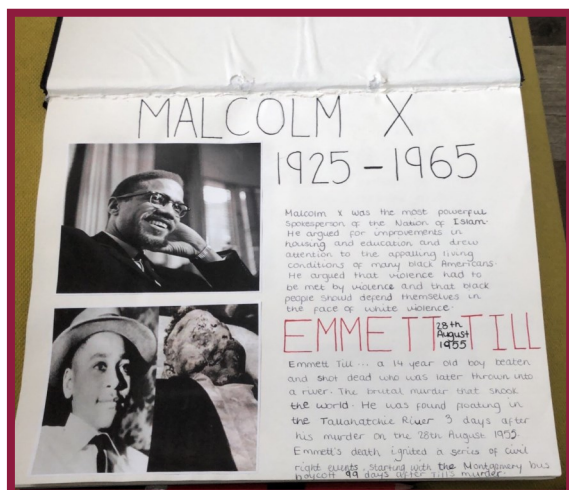 MALCOLM X
1925-1965
Malcolm X was the most powerful
Spokesperson of the Nation of Islam.
He argued for improvements in
housing and education and drew
attention to the appalling living
conditions of many black Americans.
He argued that violence had to
be met by violence and that black
people should defend themselves in
the face of white violence.
EMMETT 28th August 1955 TILL
Emmett Till... a 14 year old boy beaten
and shot dead who was later thrown into
a river. The brutal murder that shook
the world. He was found floating in
the Tallahatchie River 3 days after
his murder on the 28th August 1955.
Emmett's death ignited a series of civil
right events. Starting with the Montgomery bus
boycott 99 days after Till's murder.